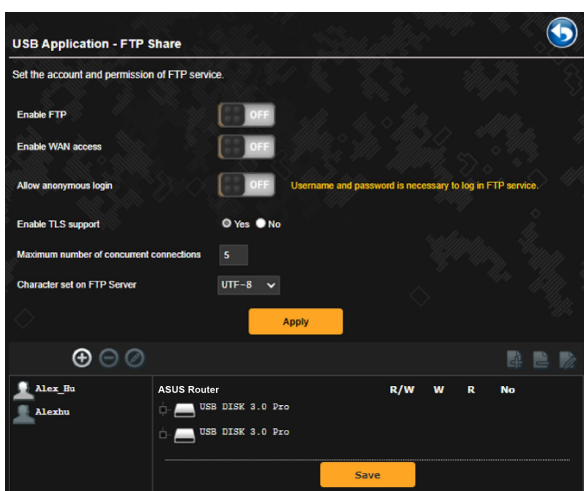 USB Application - FTP Share
Set the account and permission of FTP service.
Enable FTP OFF
Enable WAN access OFF
Allow anonymous login OFF Username and password is necessary to log in FTP service.
Enable TLS support Yes No
Maximum number of concurrent connections 5
Character set on FTP Server UTF-8
Apply
Alex_Hu
Alexhu
ASUS Router R/W W R No
USB DISK 3.0 Pro
USB DISK 3.0 Pro
Save